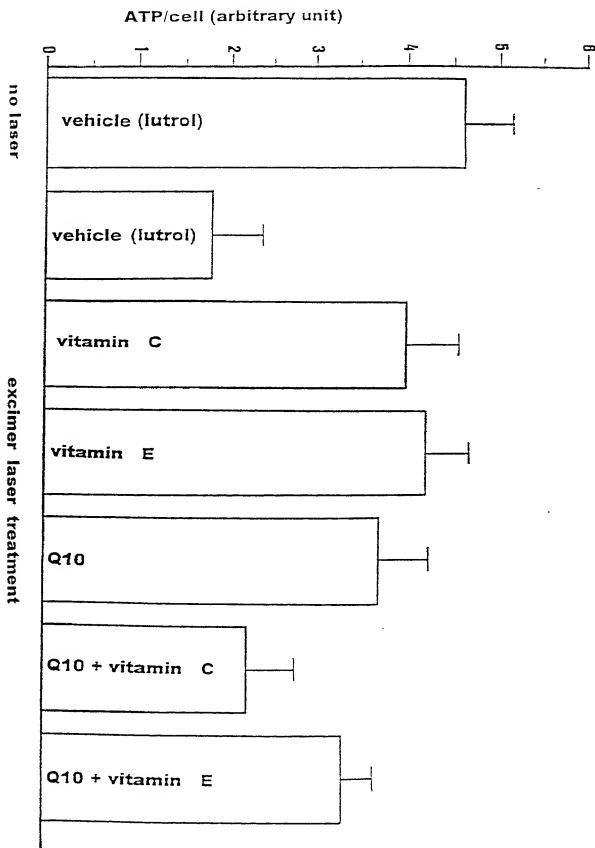 ATP/cell (arbitrary unit)
0 1 2 3 4 5 6
no laser
vehicle (lutrol)
vehicle (lutrol)
vitamin C
vitamin E
Q10
Q10 + vitamin C
Q10 + vitamin E
excimer laser treatment